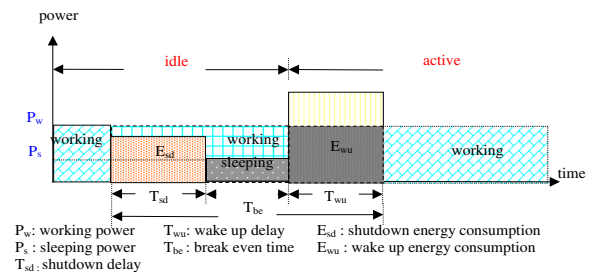 power
idle
active
Pw
working
working
Esd
Ewu
Ps
sleeping
working
time
Tsd
Twu
Tbe
Pw: working power
Twu: wake up delay
Esd : shutdown energy consumption
Ps : sleeping power
Tbe : break even time
Ewu : wake up energy consumption
Tsd : shutdown delay